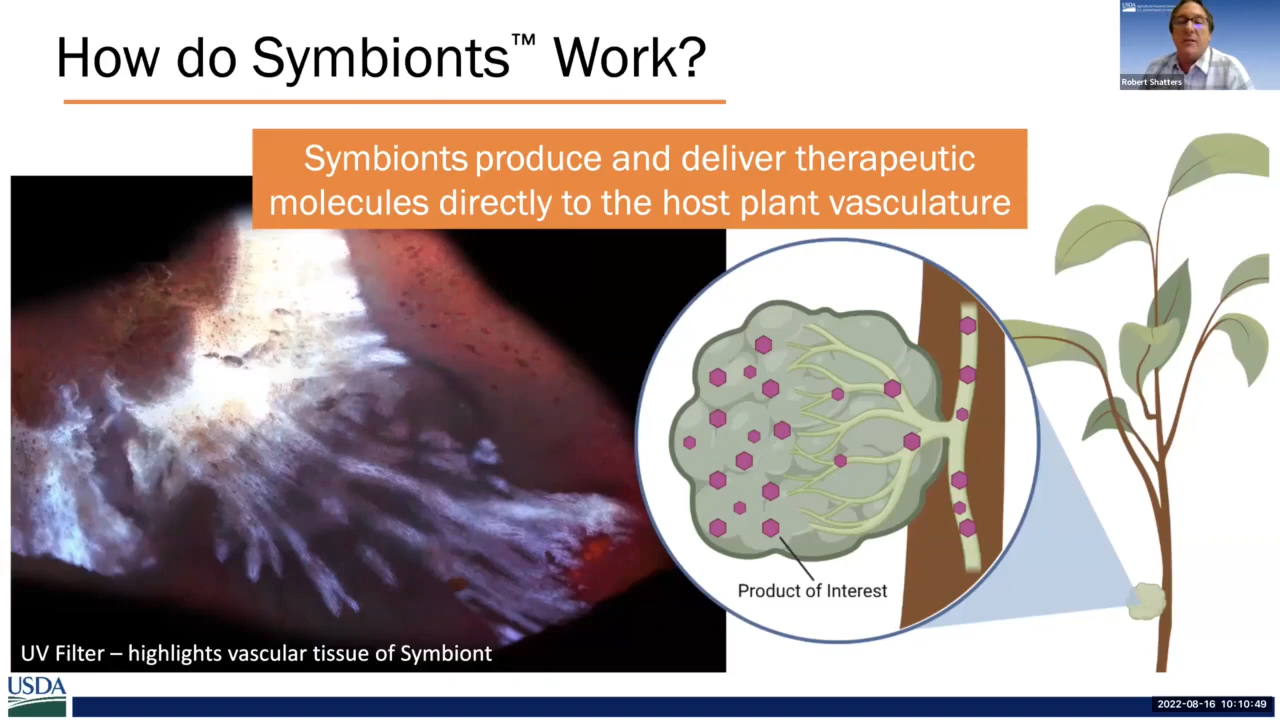 How do Symbionts™ Work?
Robert Shatters
Symbionts produce and deliver therapeutic
molecules directly to the host plant vasculature
Product of Interest
UV Filter – highlights vascular tissue of Symbiont
USDA
2022-08-16 10:10:49